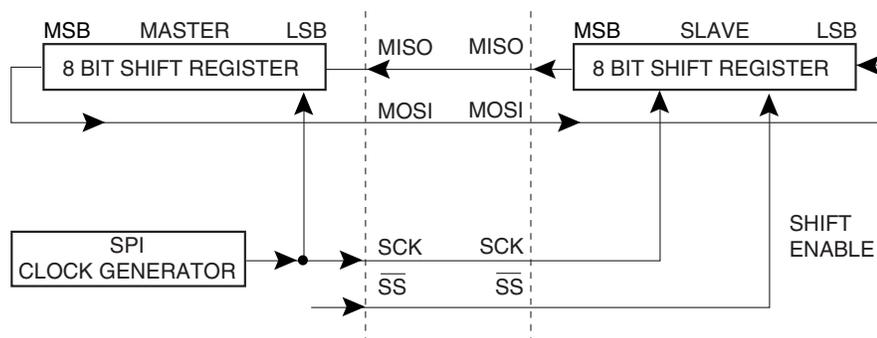 MSB MASTER LSB
8 BIT SHIFT REGISTER
MISO MISO
MSB SLAVE LSB
8 BIT SHIFT REGISTER
MOSI MOSI
SPI
CLOCK GENERATOR
SCK SCK
SS SS
SHIFT
ENABLE